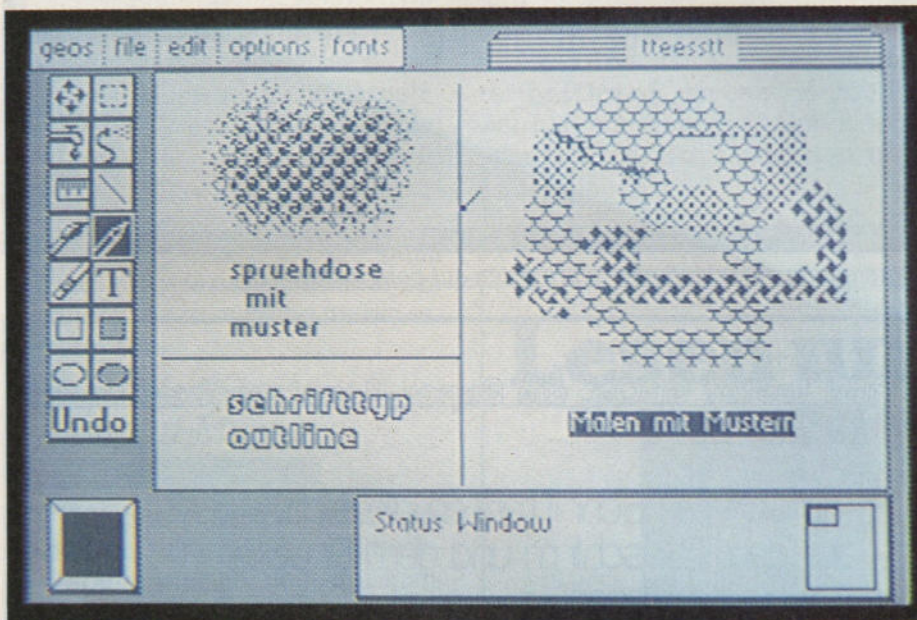 geos file edit options fonts
tteesstt
T
Undo
spruehdose
mit
muster
schrifttyp
outline
Malen mit Mustern
Status Window